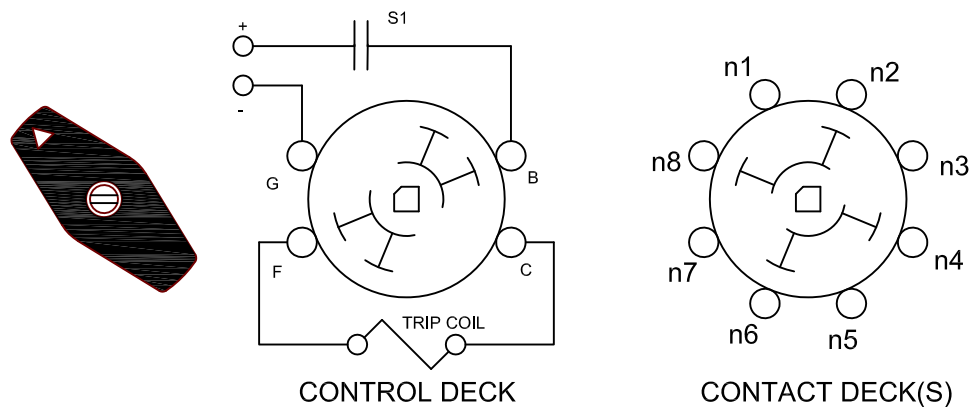 S1
+
-
G
B
F
C
TRIP COIL
CONTROL DECK
n1
n2
n8
n3
n7
n4
n6
n5
CONTACT DECK(S)